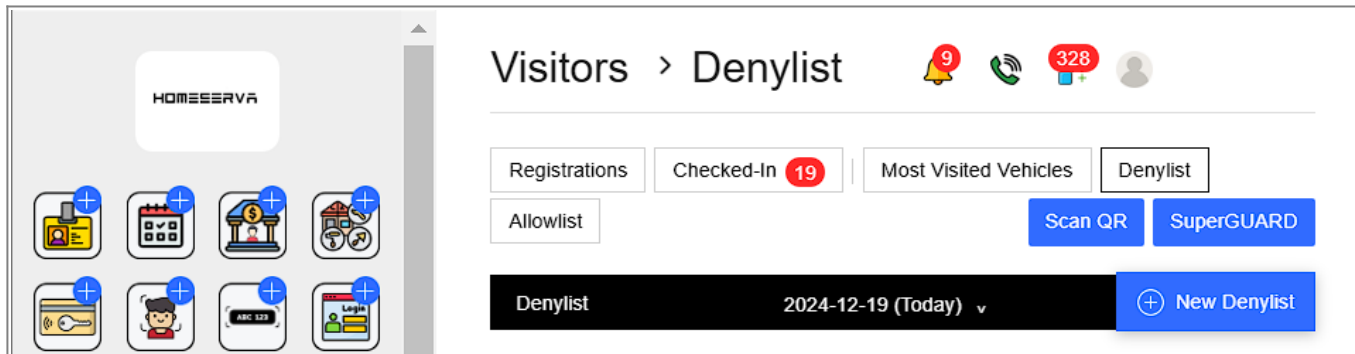 HOMESERVA
Visitors > Denylist
9
328
Registrations
Checked-In 19
Most Visited Vehicles
Denylist
Allowlist
Scan QR
SuperGUARD
ABC 123
Login
Denylist
2024-12-19 (Today) v
New Denylist